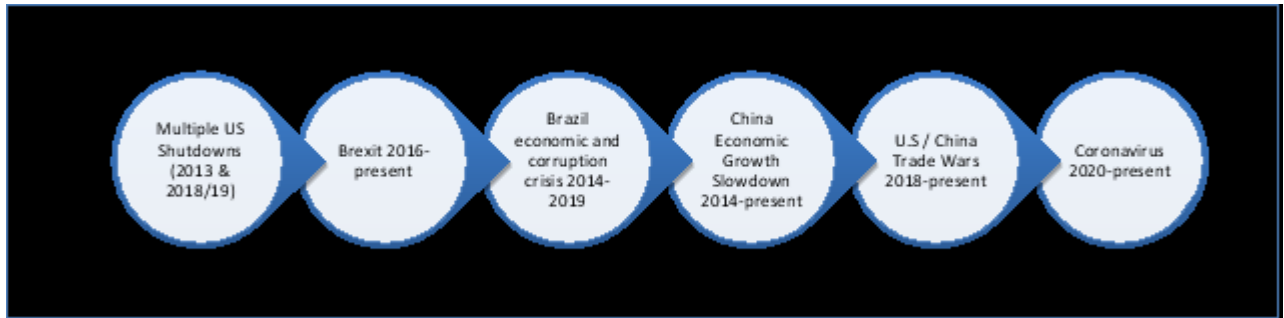 Multiple US
Shutdowns
(2013 &
2018/19)
Brexit 2016-
present
Brazil
economic and
corruption
crisis 2014-
2019
China
Economic
Growth
Slowdown
2014-present
U.S / China
Trade Wars
2018-present
Coronavirus
2020-present